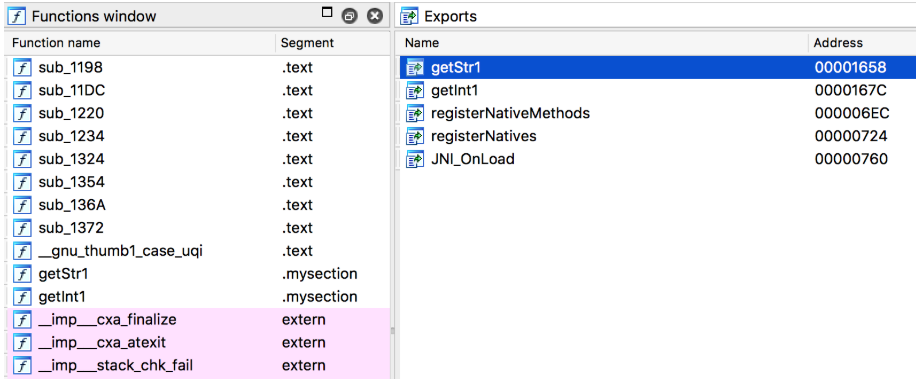 Functions window
Function name Segment
f sub_1198 .text
f sub_11DC .text
f sub_1220 .text
f sub_1234 .text
f sub_1324 .text
f sub_1354 .text
f sub_136A .text
f sub_1372 .text
f __gnu_thumb1_case_uqi .text
f getStr1 .mysection
f getInt1 .mysection
f __imp___cxa_finalize extern
f __imp___cxa_atexit extern
f __imp___stack_chk_fail extern
Exports
Name Address
getStr1 00001658
getInt1 0000167C
registerNativeMethods 000006EC
registerNatives 00000724
JNI_OnLoad 00000760